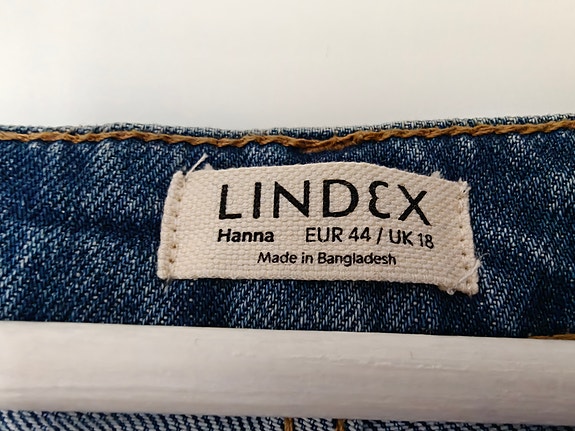 LINDEX
Hanna EUR 44 / UK 18
Made in Bangladesh